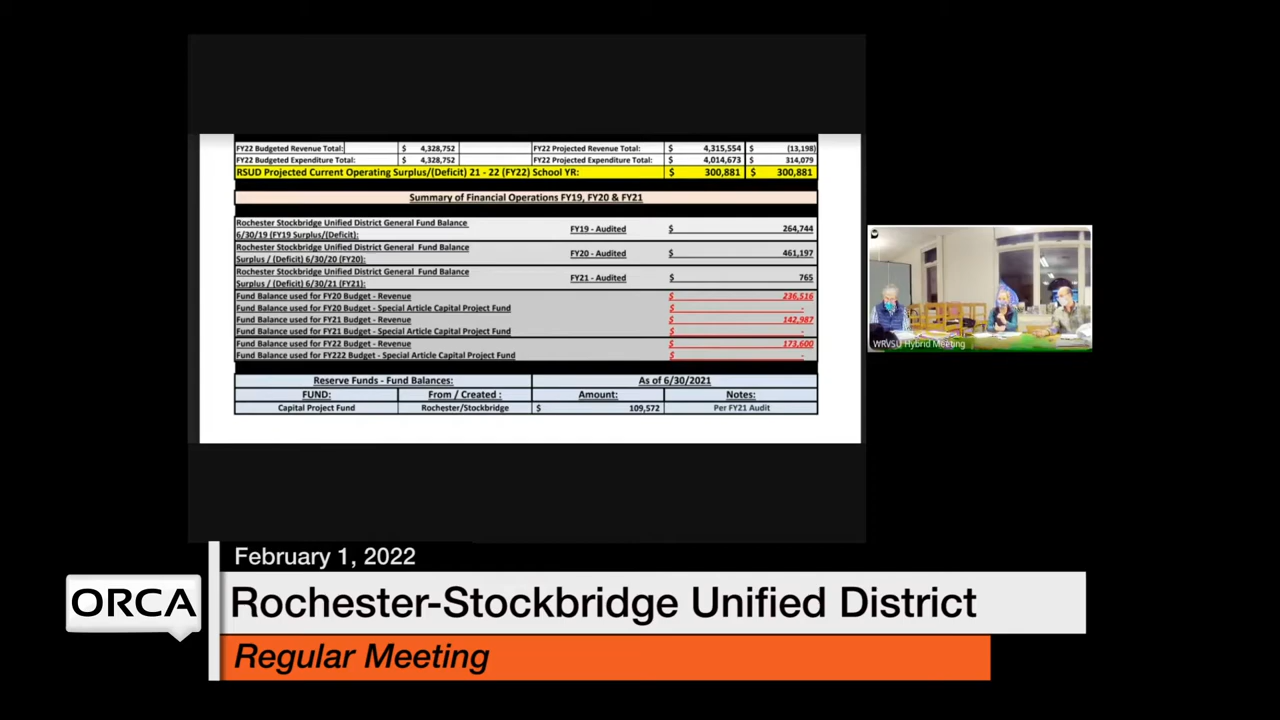 FY22 Budgeted Revenue Total: $ 4,328,752 FY22 Projected Revenue Total: $ 4,315,554 $ (13,198)
FY22 Budgeted Expenditure Total: $ 4,328,752 FY22 Projected Expenditure Total: $ 4,014,673 $ 314,079
RSUD Projected Current Operating Surplus/(Deficit) 21 - 22 (FY22) School YR: $ 300,881 $ 300,881
Summary of Financial Operations FY19, FY20 & FY21
Rochester Stockbridge Unified District General Fund Balance
6/30/19 (FY19 Surplus/(Deficit): FY19 - Audited $ 264,744
Rochester Stockbridge Unified District General Fund Balance
Surplus / (Deficit) 6/30/20 (FY20): FY20 - Audited $ 461,197
Rochester Stockbridge Unified District General Fund Balance
Surplus / (Deficit) 6/30/21 (FY21): FY21 - Audited $ 765
Fund Balance used for FY20 Budget - Revenue $ 236,516
Fund Balance used for FY20 Budget - Special Article Capital Project Fund $ -
Fund Balance used for FY21 Budget - Revenue $ 142,987
Fund Balance used for FY21 Budget - Special Article Capital Project Fund $ -
Fund Balance used for FY22 Budget - Revenue $ 173,600
Fund Balance used for FY222 Budget - Special Article Capital Project Fund $ -
Reserve Funds - Fund Balances: As of 6/30/2021
FUND: From / Created : Amount: Notes:
Capital Project Fund Rochester/Stockbridge $ 109,572 Per FY21 Audit
WRVSU Hybrid Meeting
February 1, 2022
ORCA Rochester-Stockbridge Unified District
Regular Meeting